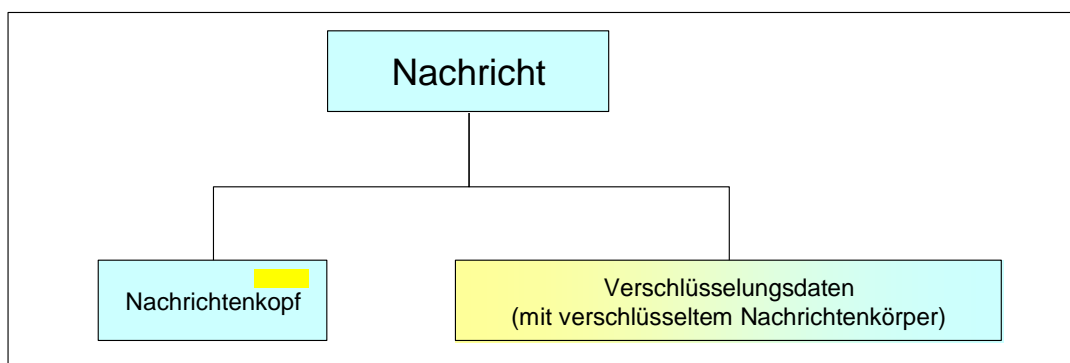 Nachricht
Nachrichtenkopf
Verschlüsselungsdaten
(mit verschlüsseltem Nachrichtenkörper)